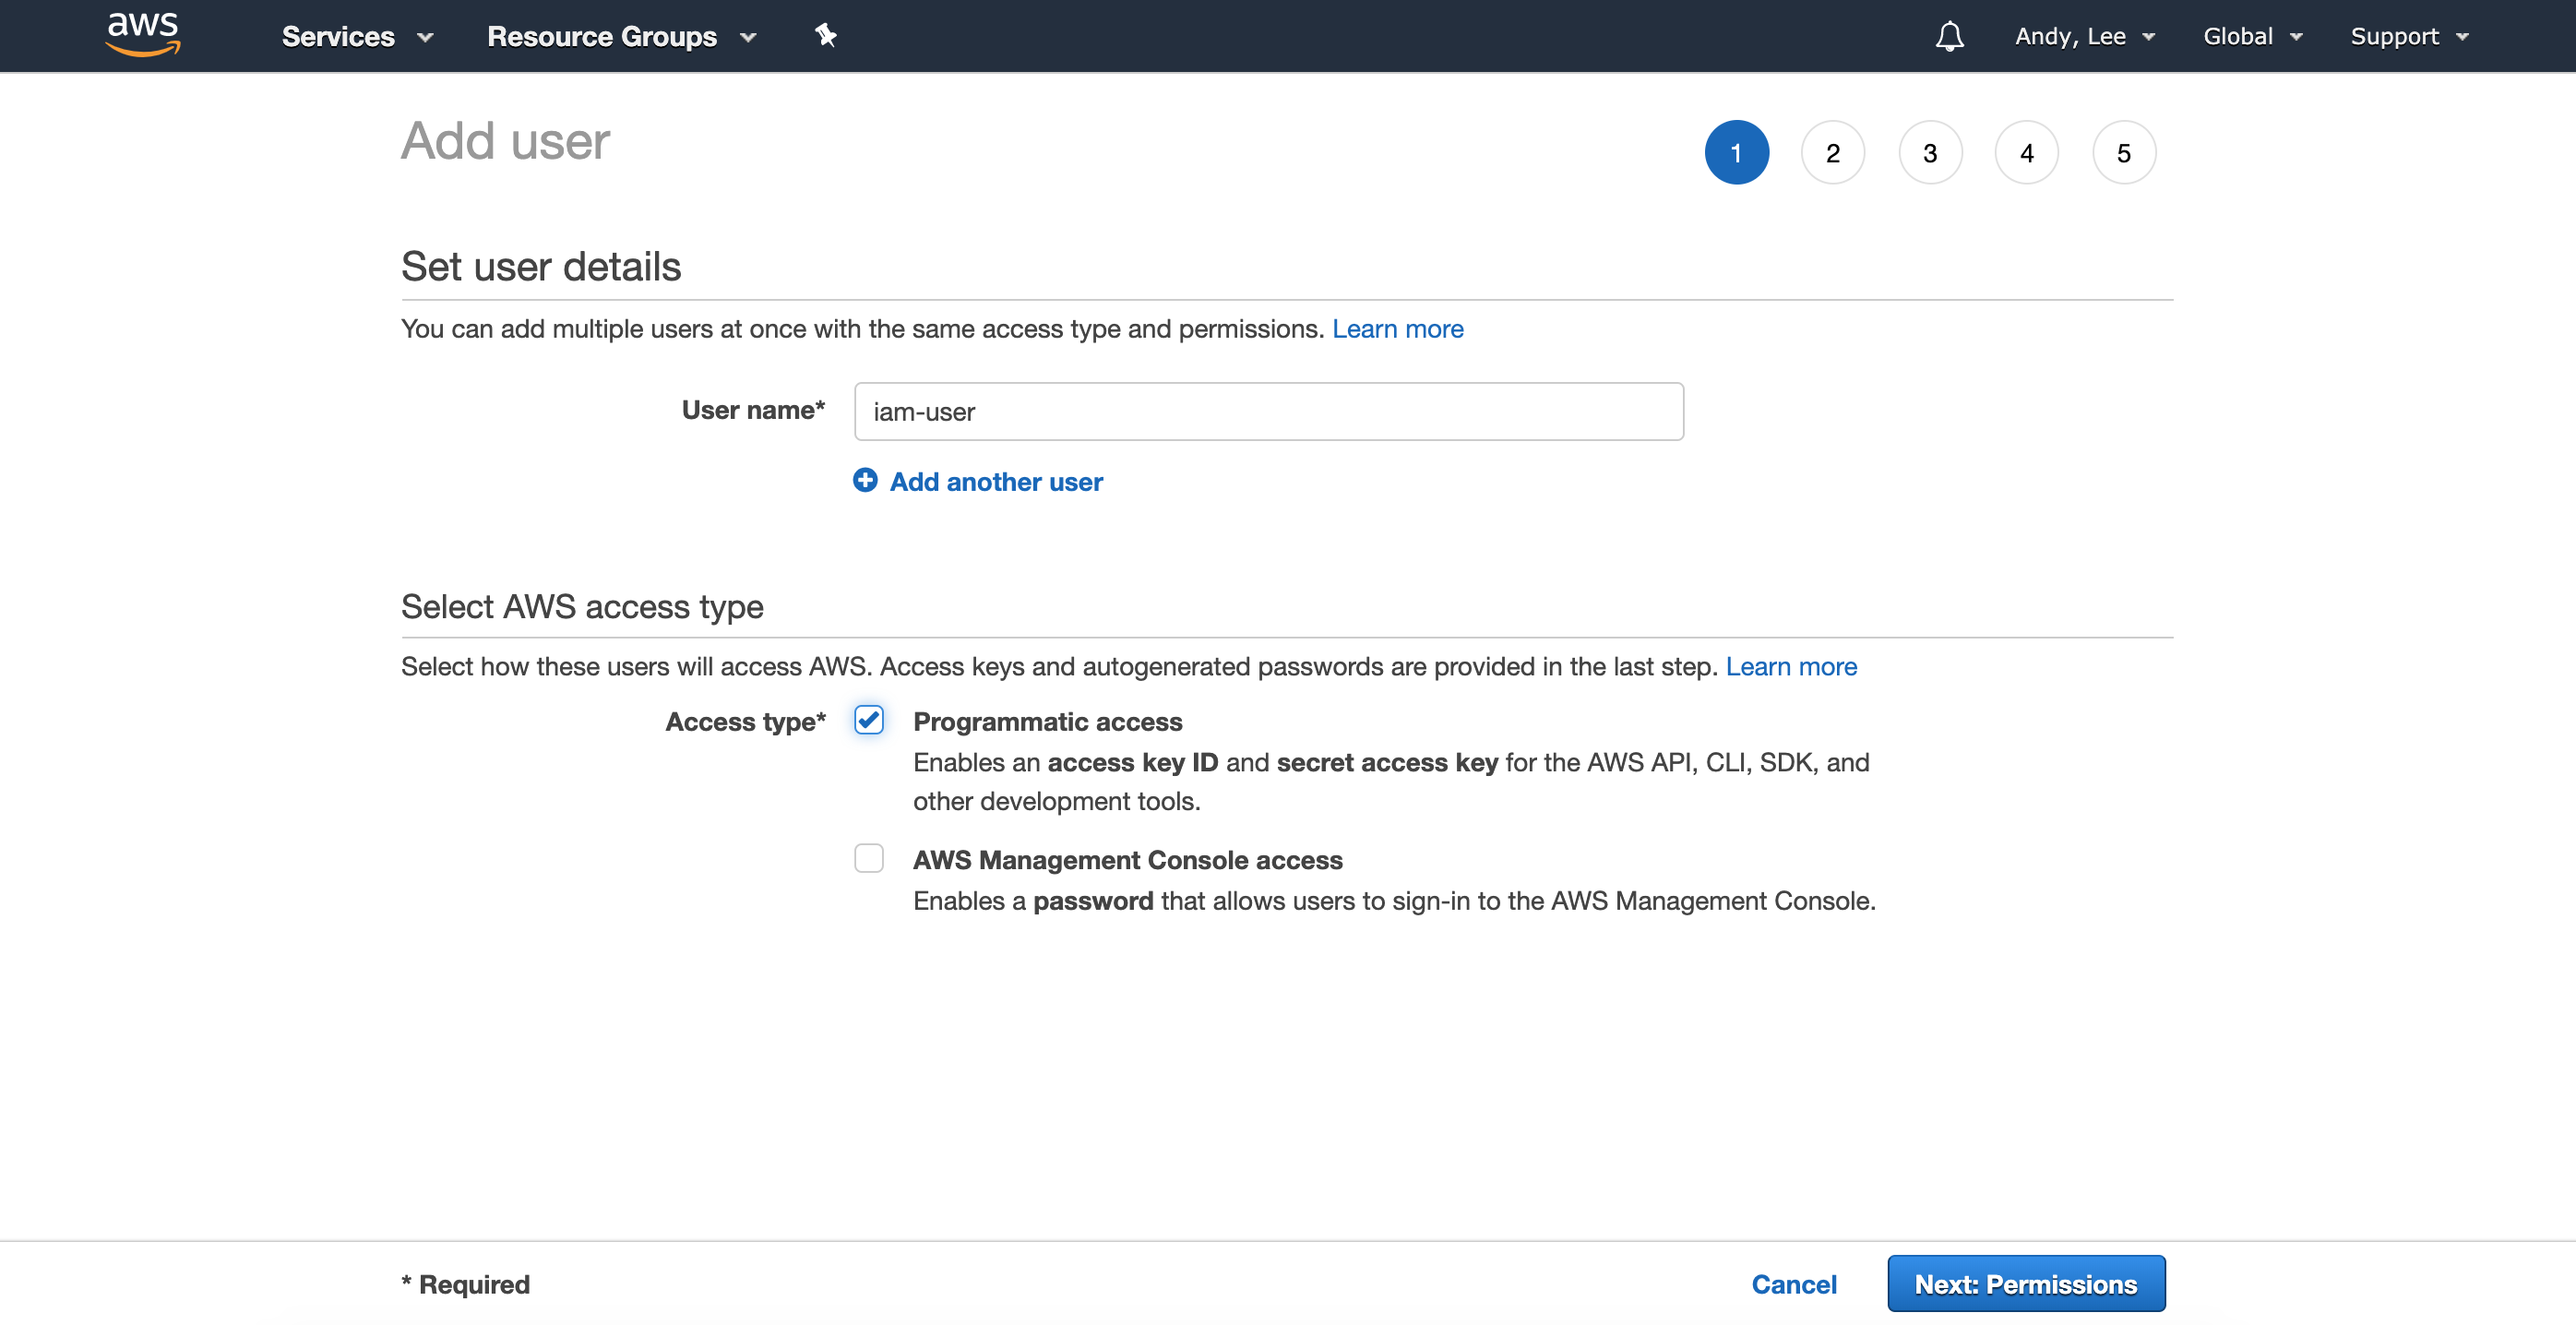 aws Services Resource Groups Andy, Lee Global Support
Add user
1 2 3 4 5
Set user details
You can add multiple users at once with the same access type and permissions. Learn more
User name* iam-user
Add another user
Select AWS access type
Select how these users will access AWS. Access keys and autogenerated passwords are provided in the last step. Learn more
Access type* Programmatic access
Enables an access key ID and secret access key for the AWS API, CLI, SDK, and
other development tools.
AWS Management Console access
Enables a password that allows users to sign-in to the AWS Management Console.
* Required Cancel Next: Permissions